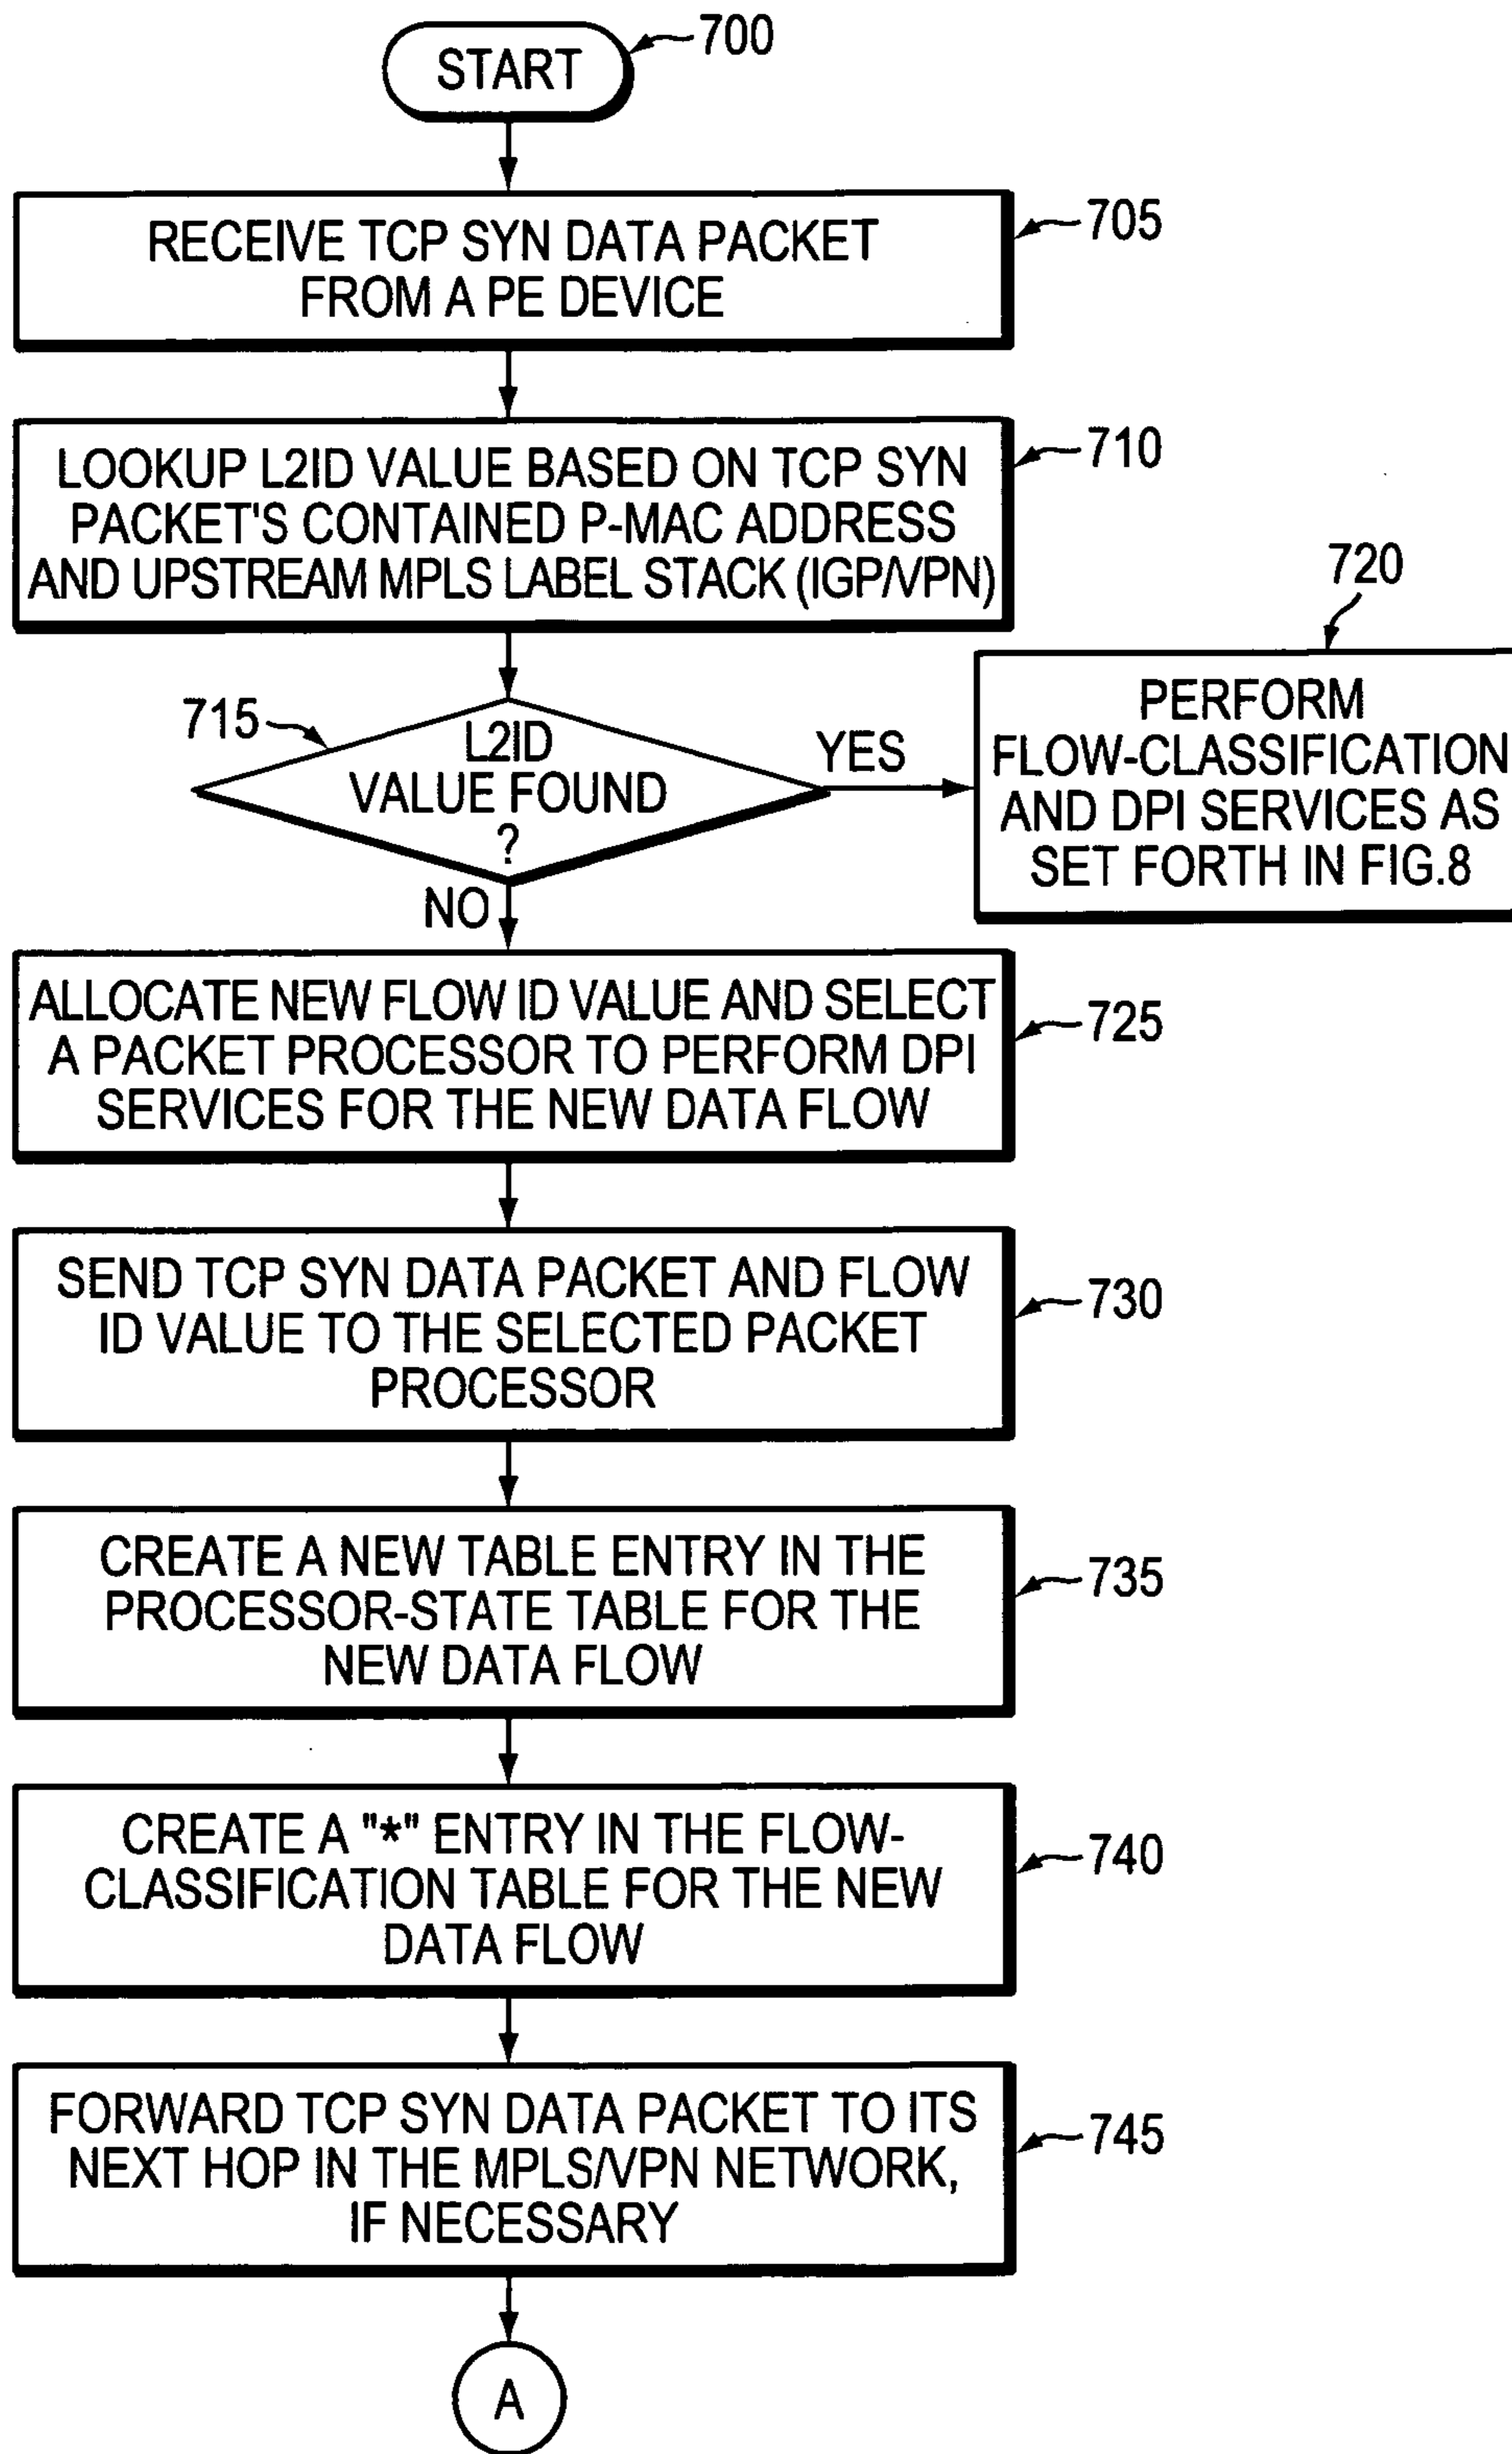 START
700
RECEIVE TCP SYN DATA PACKET
FROM A PE DEVICE
705
LOOKUP L2ID VALUE BASED ON TCP SYN
PACKET'S CONTAINED P-MAC ADDRESS
AND UPSTREAM MPLS LABEL STACK (IGP/VPN)
710
715
L2ID
VALUE FOUND
?
YES
NO
720
PERFORM
FLOW-CLASSIFICATION
AND DPI SERVICES AS
SET FORTH IN FIG.8
ALLOCATE NEW FLOW ID VALUE AND SELECT
A PACKET PROCESSOR TO PERFORM DPI
SERVICES FOR THE NEW DATA FLOW
725
SEND TCP SYN DATA PACKET AND FLOW
ID VALUE TO THE SELECTED PACKET
PROCESSOR
730
CREATE A NEW TABLE ENTRY IN THE
PROCESSOR-STATE TABLE FOR THE
NEW DATA FLOW
735
CREATE A "*" ENTRY IN THE FLOW-
CLASSIFICATION TABLE FOR THE NEW
DATA FLOW
740
FORWARD TCP SYN DATA PACKET TO ITS
NEXT HOP IN THE MPLS/VPN NETWORK,
IF NECESSARY
745
A